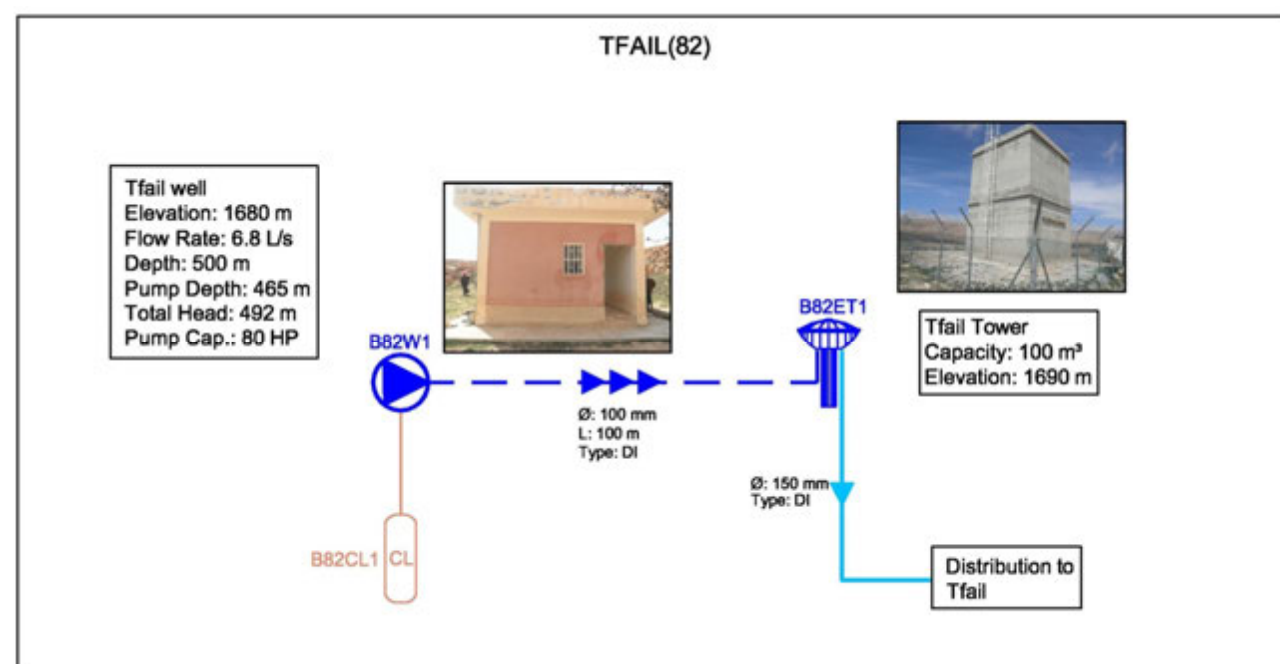 TFAIL(82)
Tfail well
Elevation: 1680 m
Flow Rate: 6.8 L/s
Depth: 500 m
Pump Depth: 465 m
Total Head: 492 m
Pump Cap.: 80 HP
B82W1
B82ET1
Tfail Tower
Capacity: 100 m³
Elevation: 1690 m
Ø: 100 mm
L: 100 m
Type: DI
Ø: 150 mm
Type: DI
B82CL1
CL
Distribution to
Tfail